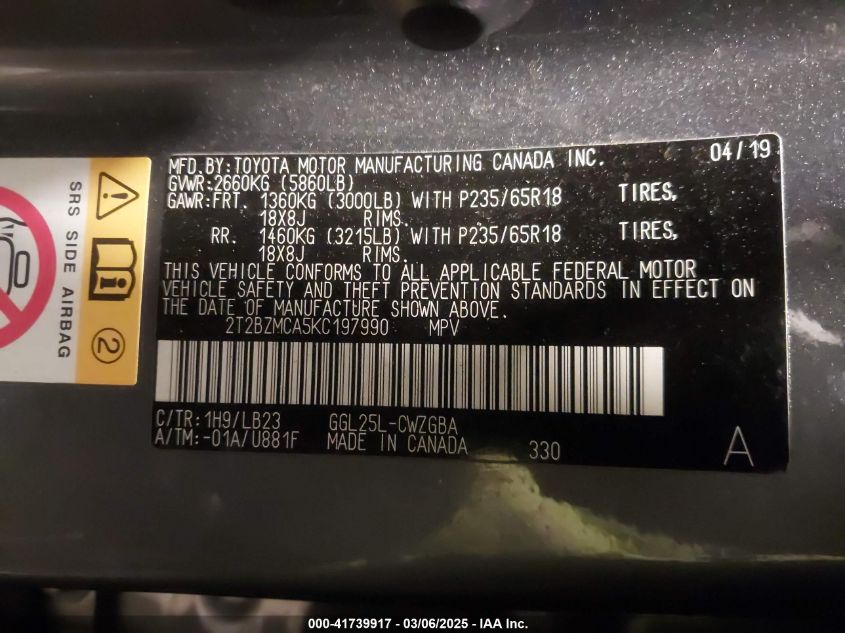 SRS SIDE AIRBAG
2
MFD.BY:TOYOTA MOTOR MANUFACTURING CANADA INC. 04/19
GVWR:2660KG (5860LB)
GAWR:FRT. 1360KG (3000LB) WITH P235/65R18 TIRES,
18X8J RIMS.
RR. 1460KG (3215LB) WITH P235/65R18 TIRES,
18X8J RIMS.
THIS VEHICLE CONFORMS TO ALL APPLICABLE FEDERAL MOTOR
VEHICLE SAFETY AND THEFT PREVENTION STANDARDS IN EFFECT ON
THE DATE OF MANUFACTURE SHOWN ABOVE.
2T2BZMCA5KC197990 MPV
C/TR:1H9/LB23 GGL25L-CWZGBA
A/TM:-01A/U881F MADE IN CANADA 330 A
000-41739917 - 03/06/2025 - IAA Inc.